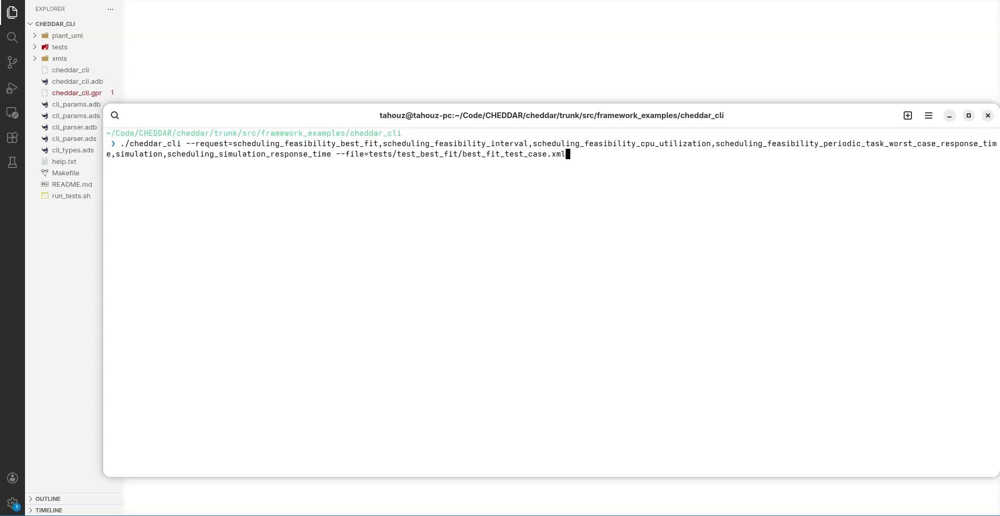 EXPLORER
CHEDDAR_CLI
plant_uml
tests
xmls
cheddar_cli
cheddar_cli.adb
cheddar_cli.gpr 1
cli_params.adb
cli_params.ads
cli_parser.adb
cli_parser.ads
cli_types.ads
help.txt
Makefile
README.md
run_tests.sh
OUTLINE
TIMELINE
1
tahouz@tahouz-pc:~/Code/CHEDDAR/cheddar/trunk/src/framework_examples/cheddar_cli
~/Code/CHEDDAR/cheddar/trunk/src/framework_examples/cheddar_cli
❯ ./cheddar_cli --request=scheduling_feasibility_best_fit,scheduling_feasibility_interval,scheduling_feasibility_cpu_utilization,scheduling_feasibility_periodic_task_worst_case_response_tim
e,simulation,scheduling_simulation_response_time --file=tests/test_best_fit/best_fit_test_case.xml